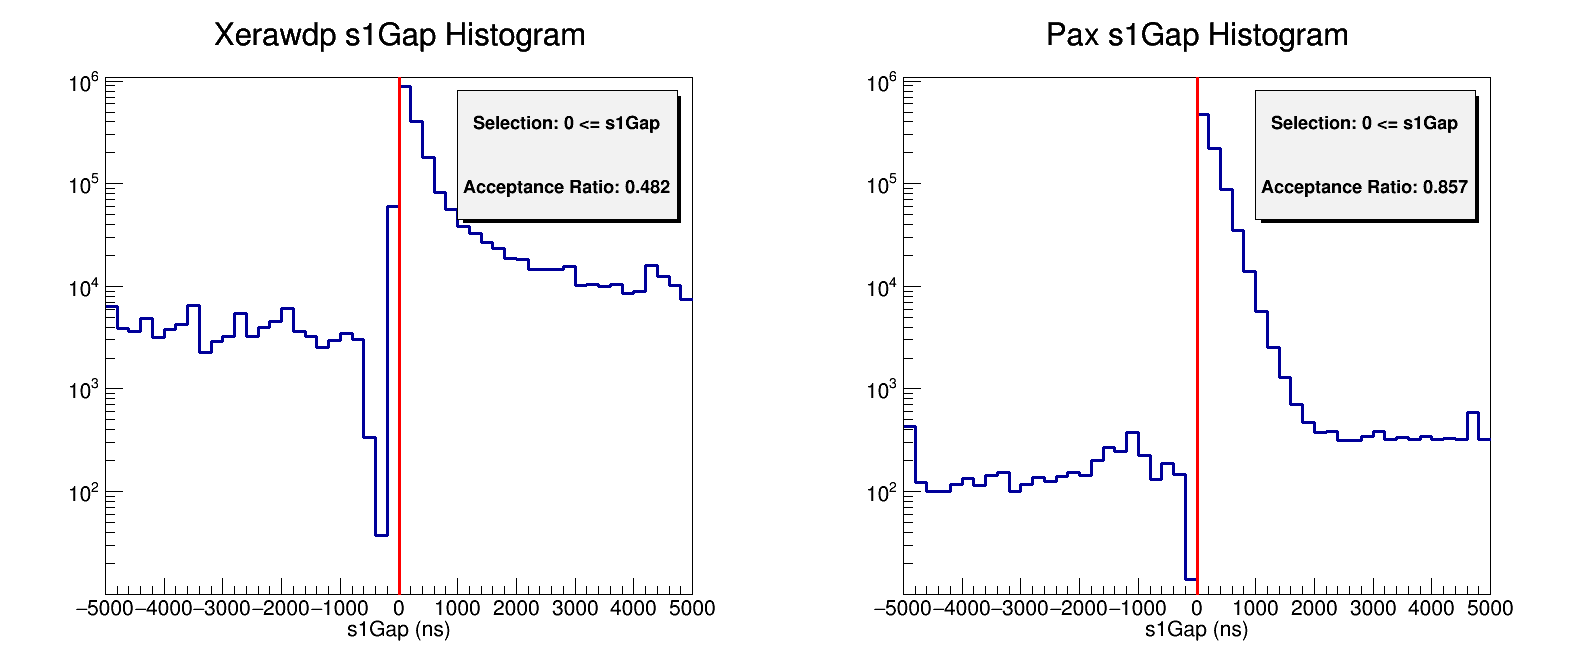 Xerawdp s1Gap Histogram
10^6
10^5
10^4
10^3
10^2
Selection: 0 <= s1Gap
Acceptance Ratio: 0.482
−5000 −4000 −3000 −2000 −1000 0 1000 2000 3000 4000 5000
s1Gap (ns)
Pax s1Gap Histogram
10^6
10^5
10^4
10^3
10^2
Selection: 0 <= s1Gap
Acceptance Ratio: 0.857
−5000 −4000 −3000 −2000 −1000 0 1000 2000 3000 4000 5000
s1Gap (ns)